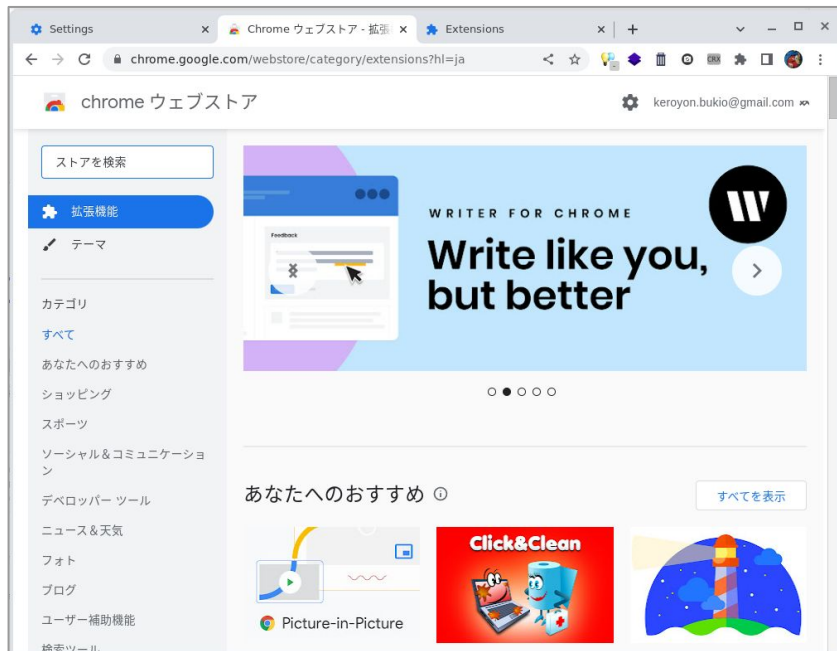 Settings
Chrome ウェブストア - 拡張
Extensions
chrome.google.com/webstore/category/extensions?hl=ja
CRX
chrome ウェブストア
keroyon.bukio@gmail.com
ストアを検索
拡張機能
テーマ
カテゴリ
すべて
あなたへのおすすめ
ショッピング
スポーツ
ソーシャル＆コミュニケーショ
ン
デベロッパー ツール
ニュース＆天気
フォト
ブログ
ユーザー補助機能
検索ツール
Feedback
WRITER FOR CHROME
Write like you,
but better
あなたへのおすすめ
すべてを表示
Picture-in-Picture
Click&Clean